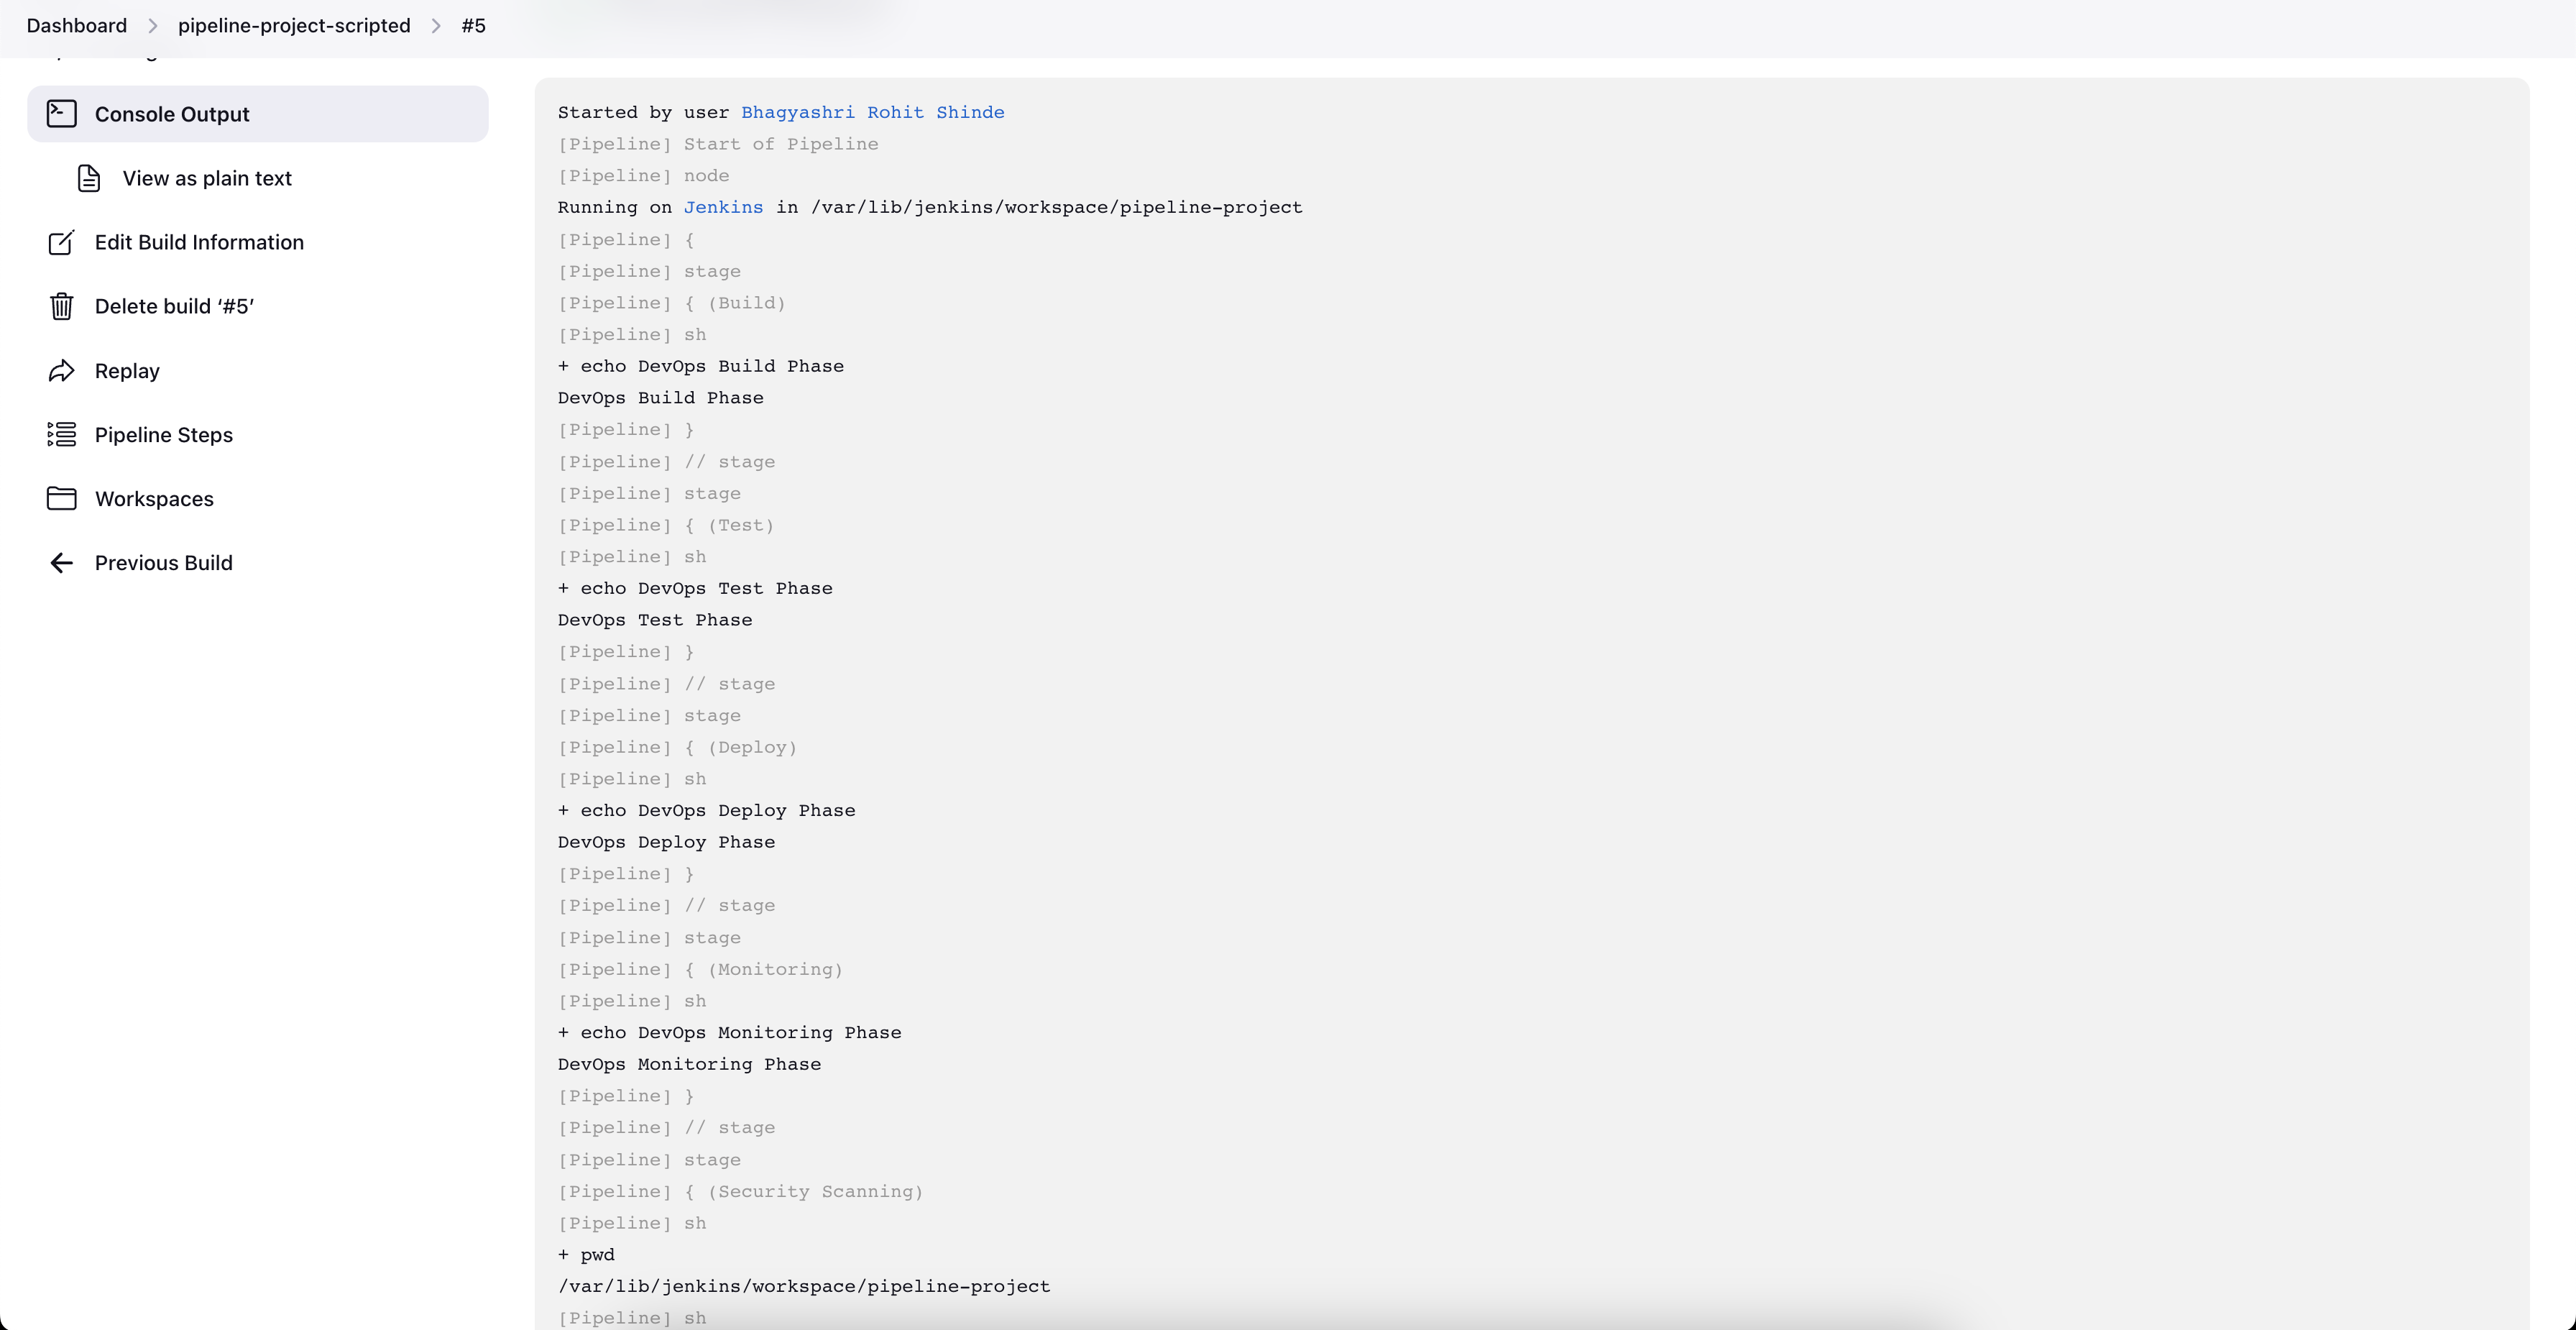 Dashboard > pipeline-project-scripted > #5
Console Output
View as plain text
Edit Build Information
Delete build ‘#5’
Replay
Pipeline Steps
Workspaces
Previous Build
Started by user Bhagyashri Rohit Shinde
[Pipeline] Start of Pipeline
[Pipeline] node
Running on Jenkins in /var/lib/jenkins/workspace/pipeline-project
[Pipeline] {
[Pipeline] stage
[Pipeline] { (Build)
[Pipeline] sh
+ echo DevOps Build Phase
DevOps Build Phase
[Pipeline] }
[Pipeline] // stage
[Pipeline] stage
[Pipeline] { (Test)
[Pipeline] sh
+ echo DevOps Test Phase
DevOps Test Phase
[Pipeline] }
[Pipeline] // stage
[Pipeline] stage
[Pipeline] { (Deploy)
[Pipeline] sh
+ echo DevOps Deploy Phase
DevOps Deploy Phase
[Pipeline] }
[Pipeline] // stage
[Pipeline] stage
[Pipeline] { (Monitoring)
[Pipeline] sh
+ echo DevOps Monitoring Phase
DevOps Monitoring Phase
[Pipeline] }
[Pipeline] // stage
[Pipeline] stage
[Pipeline] { (Security Scanning)
[Pipeline] sh
+ pwd
/var/lib/jenkins/workspace/pipeline-project
[Pipeline] sh